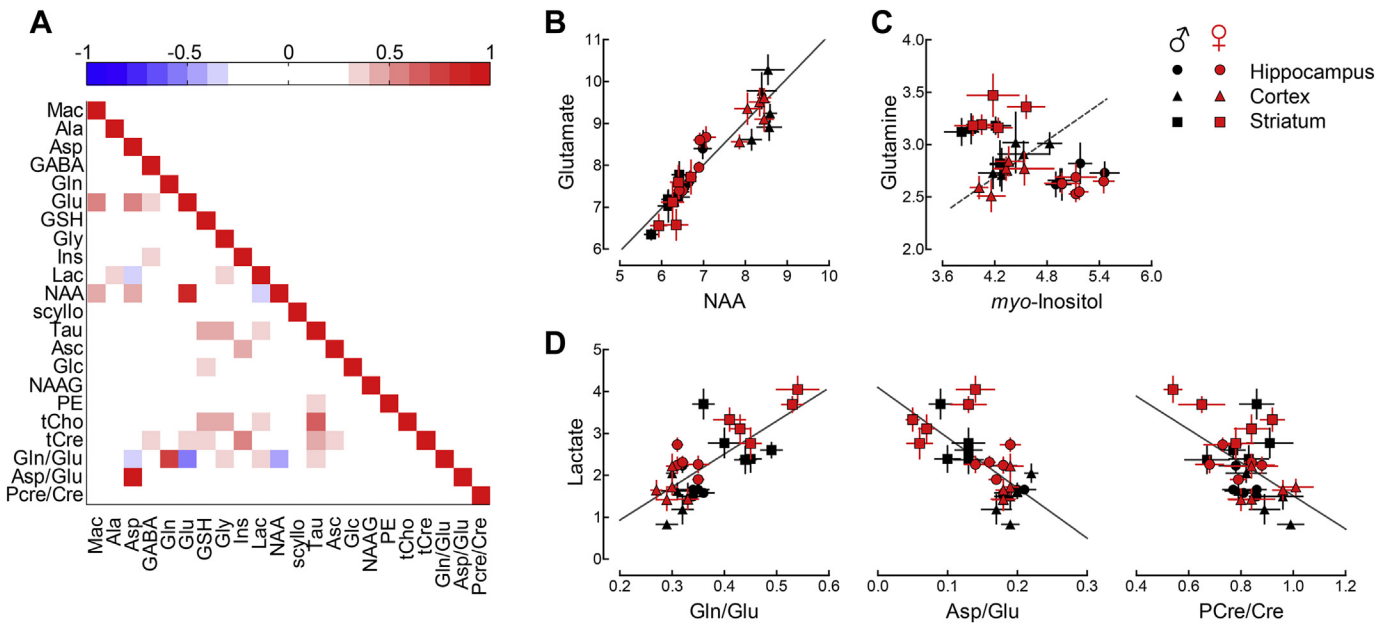 A
-1 -0.5 0 0.5 1
Mac
Ala
Asp
GABA
Gln
Glu
GSH
Gly
Ins
Lac
NAA
scyllo
Tau
Asc
Glc
NAAG
PE
tCho
tCre
Gln/Glu
Asp/Glu
Pcre/Cre
Mac
Ala
Asp
GABA
Gln
Glu
GSH
Gly
Ins
Lac
NAA
scyllo
Tau
Asc
Glc
NAAG
PE
tCho
tCre
Gln/Glu
Asp/Glu
Pcre/Cre
B
Glutamate
11
10
9
8
7
6
5 6 7 8 9 10
NAA
C
Glutamine
4.0
3.5
3.0
2.5
2.0
3.6 4.2 4.8 5.4 6.0
myo-Inositol
♂ ♀
Hippocampus
Cortex
Striatum
D
Lactate
5
4
3
2
1
0
0.2 0.3 0.4 0.5 0.6
Gln/Glu
0.0 0.1 0.2 0.3
Asp/Glu
0.4 0.6 0.8 1.0 1.2
PCre/Cre